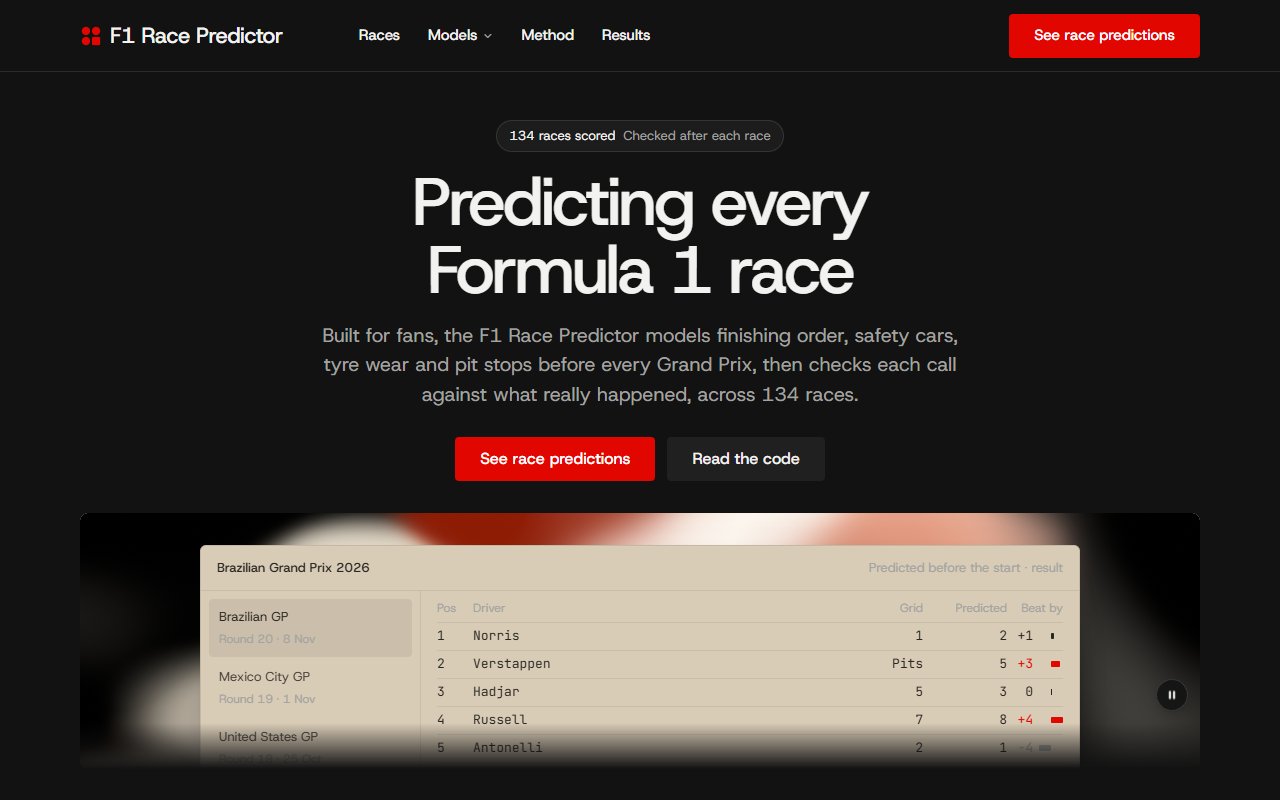 F1 Race Predictor
Races
Models
Method
Results
See race predictions
134 races scored Checked after each race
Predicting every
Formula 1 race
Built for fans, the F1 Race Predictor models finishing order, safety cars,
tyre wear and pit stops before every Grand Prix, then checks each call
against what really happened, across 134 races.
See race predictions
Read the code
Brazilian Grand Prix 2026
Predicted before the start · result
Brazilian GP
Round 20 · 8 Nov
Mexico City GP
Round 19 · 1 Nov
United States GP
Round 18 · 25 Oct
Pos Driver Grid Predicted Beat by
1 Norris 1 2 +1
2 Verstappen Pits 5 +3
3 Hadjar 5 3 0
4 Russell 7 8 +4
5 Antonelli 2 1 -4